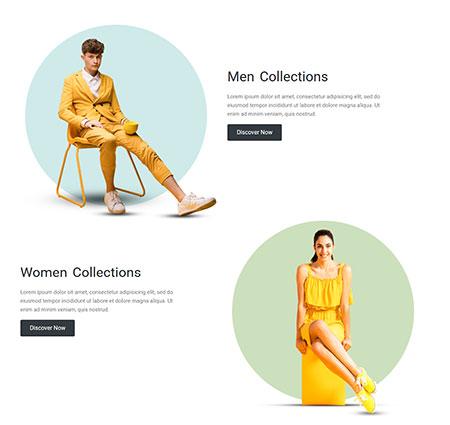 Men Collections
Lorem ipsum dolor sit amet, consectetur adipisicing elit,
sed do eiusmod tempor incididunt ut labore et dolore magna aliqua. Ut
enim ad minim veniam, quis nostrud.
Discover Now
Women Collections
Lorem ipsum dolor sit amet, consectetur adipisicing elit,
sed do eiusmod tempor incididunt ut labore et dolore magna aliqua. Ut
enim ad minim veniam, quis nostrud.
Discover Now